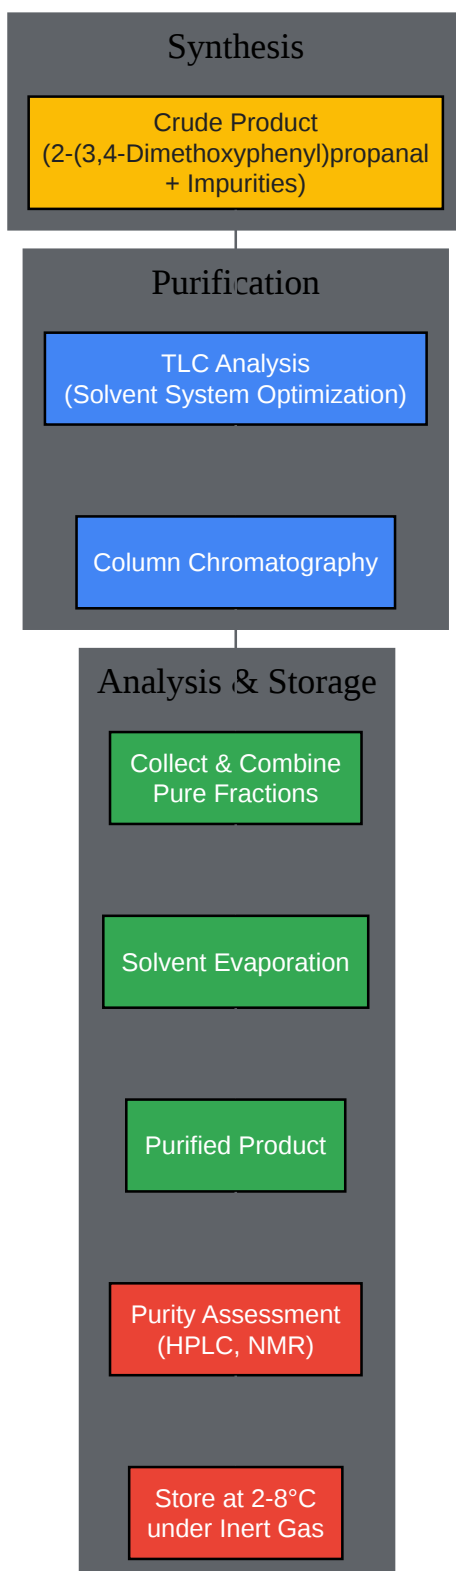 Synthesis
Crude Product
(2-(3,4-Dimethoxyphenyl)propanal
+ Impurities)
Purification
TLC Analysis
(Solvent System Optimization)
Column Chromatography
Analysis & Storage
Collect & Combine
Pure Fractions
Solvent Evaporation
Purified Product
Purity Assessment
(HPLC, NMR)
Store at 2-8°C
under Inert Gas